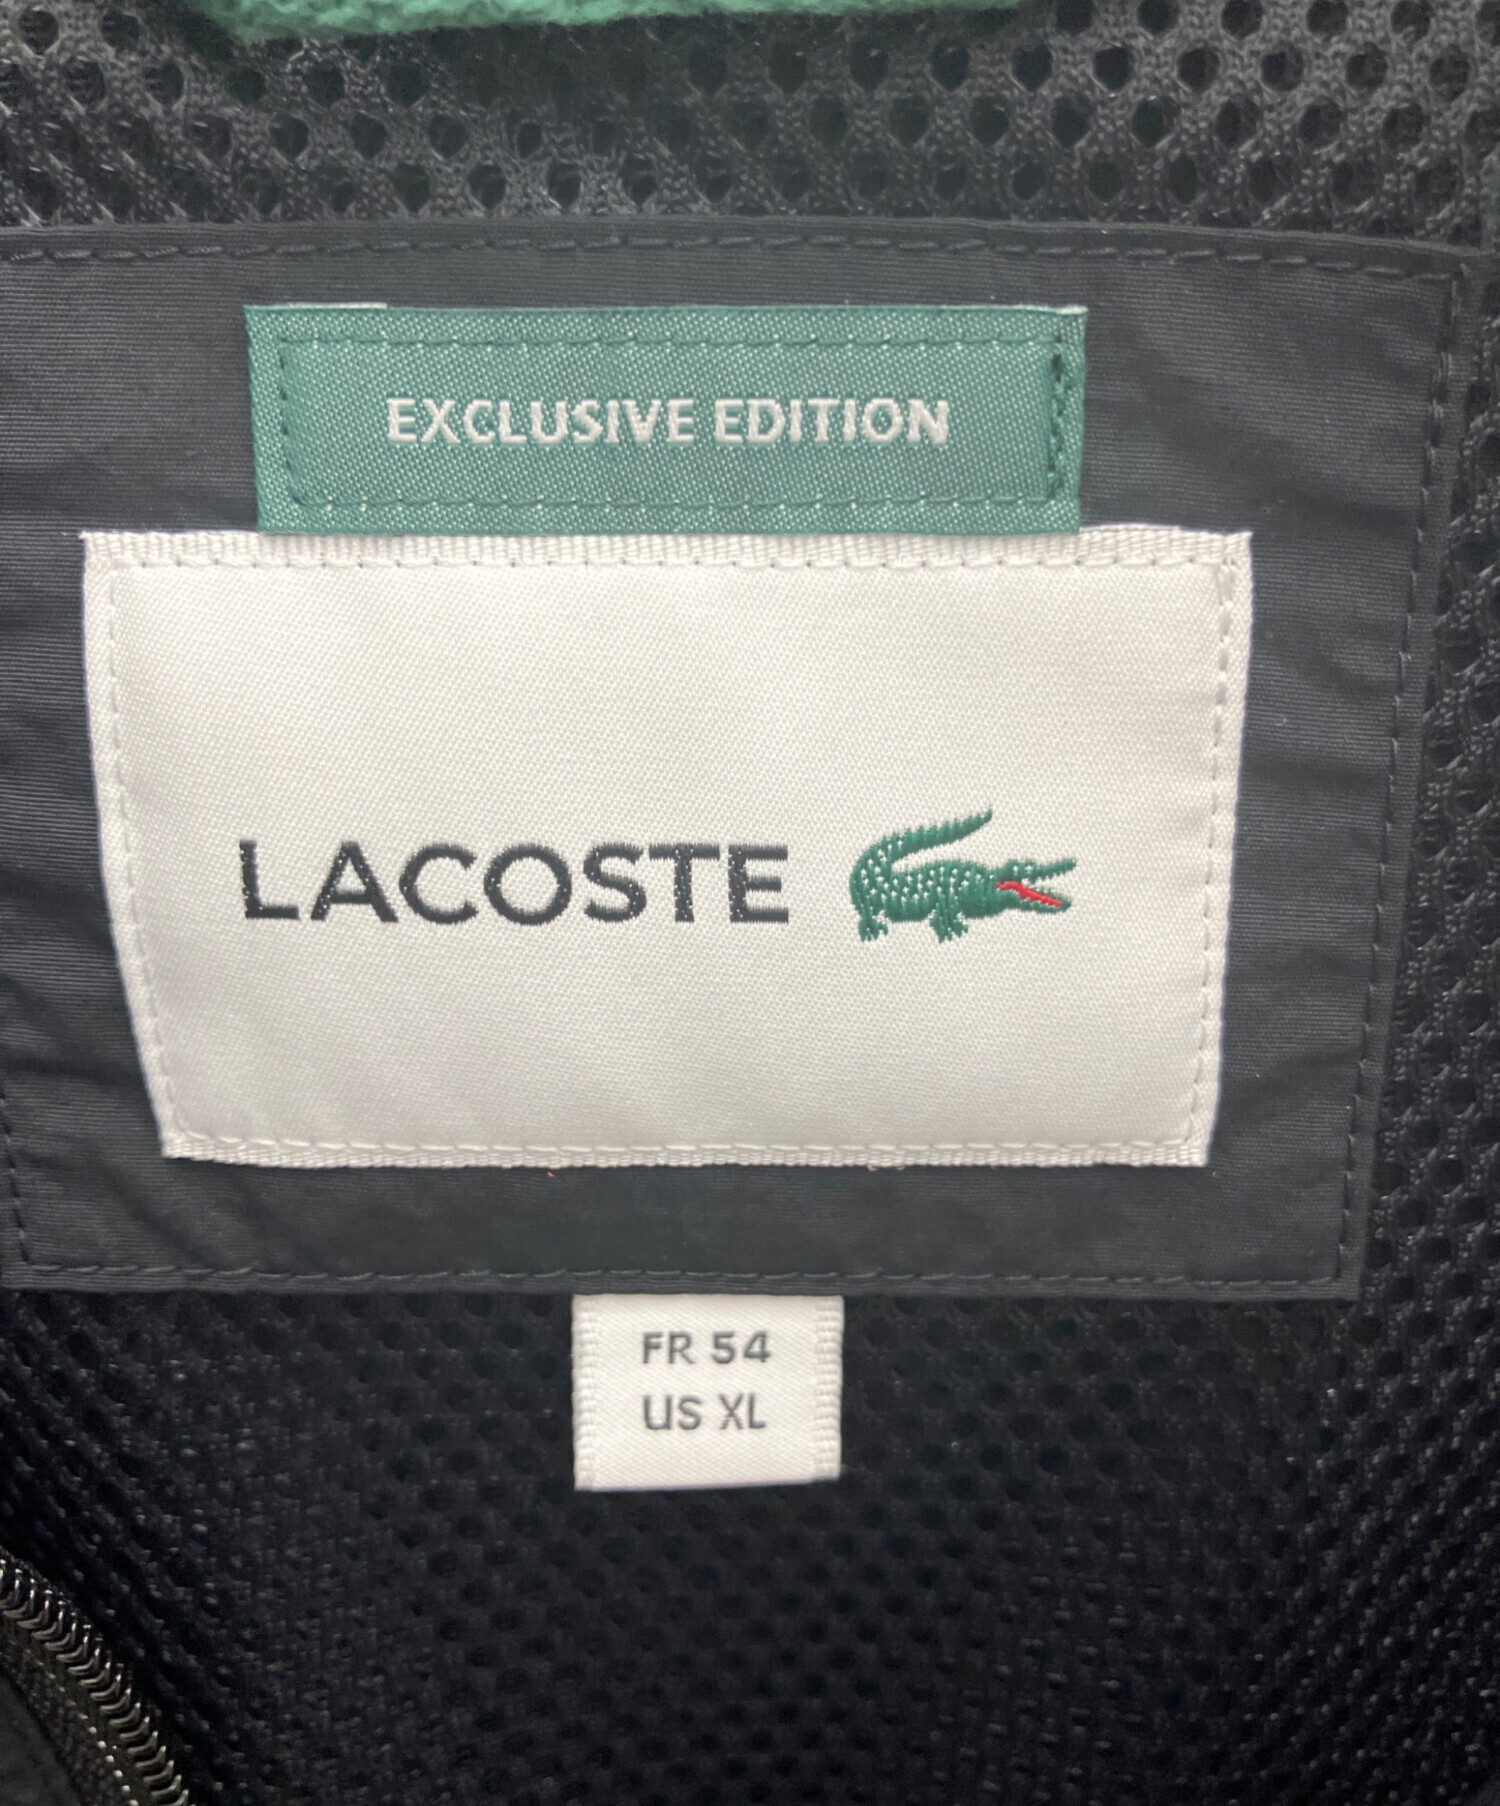 EXCLUSIVE EDITION
LACOSTE
FR 54
US XL